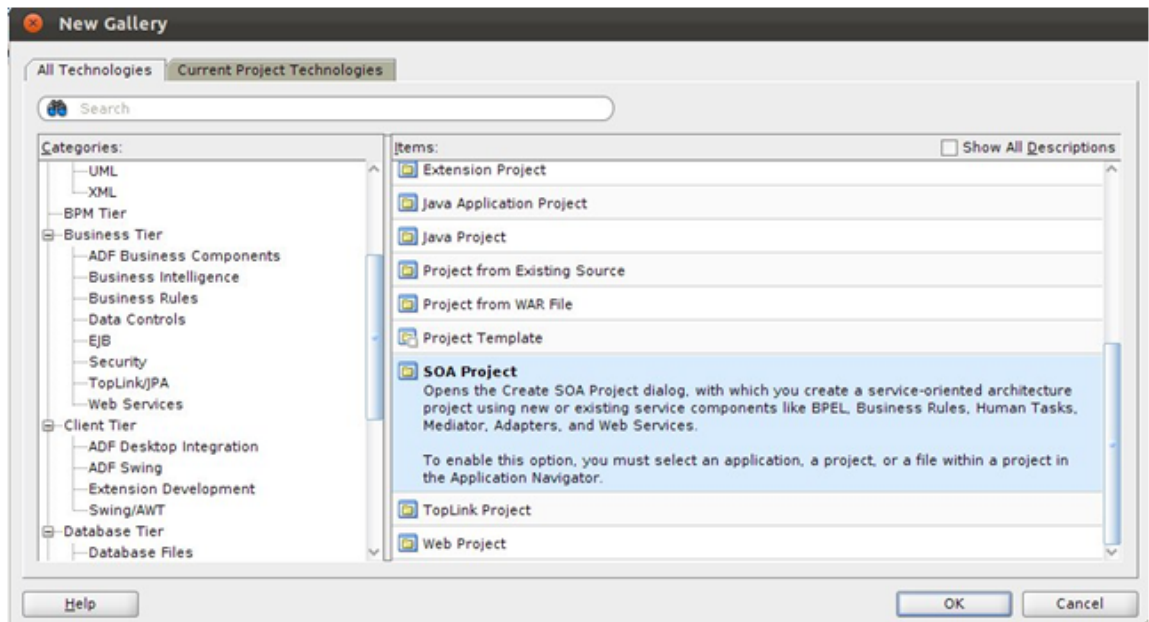 New Gallery
All Technologies
Current Project Technologies
Search
Categories:
UML
XML
BPM Tier
Business Tier
ADF Business Components
Business Intelligence
Business Rules
Data Controls
EJB
Security
TopLink/JPA
Web Services
Client Tier
ADF Desktop Integration
ADF Swing
Extension Development
Swing/AWT
Database Tier
Database Files
Items:
Show All Descriptions
Extension Project
Java Application Project
Java Project
Project from Existing Source
Project from WAR File
Project Template
SOA Project
Opens the Create SOA Project dialog, with which you create a service-oriented architecture
project using new or existing service components like BPEL, Business Rules, Human Tasks,
Mediator, Adapters, and Web Services.
To enable this option, you must select an application, a project, or a file within a project in
the Application Navigator.
TopLink Project
Web Project
Help
OK
Cancel